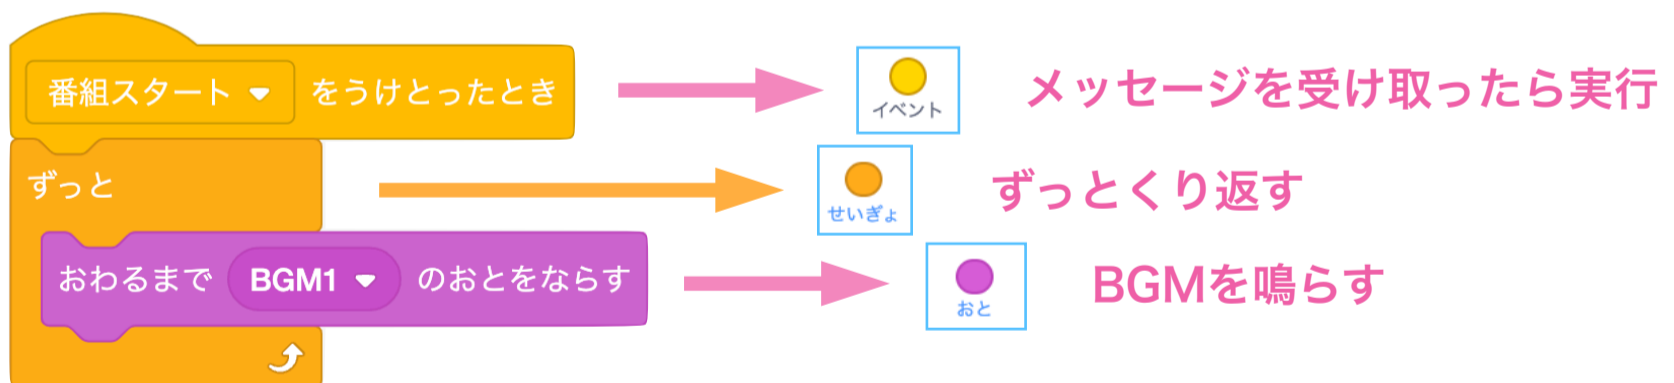 番組スタート をうけとったとき
イベント
メッセージを受け取ったら実行
ずっと
せいぎょ
ずっとくり返す
おわるまで BGM1 のおとをならす
おと
BGMを鳴らす